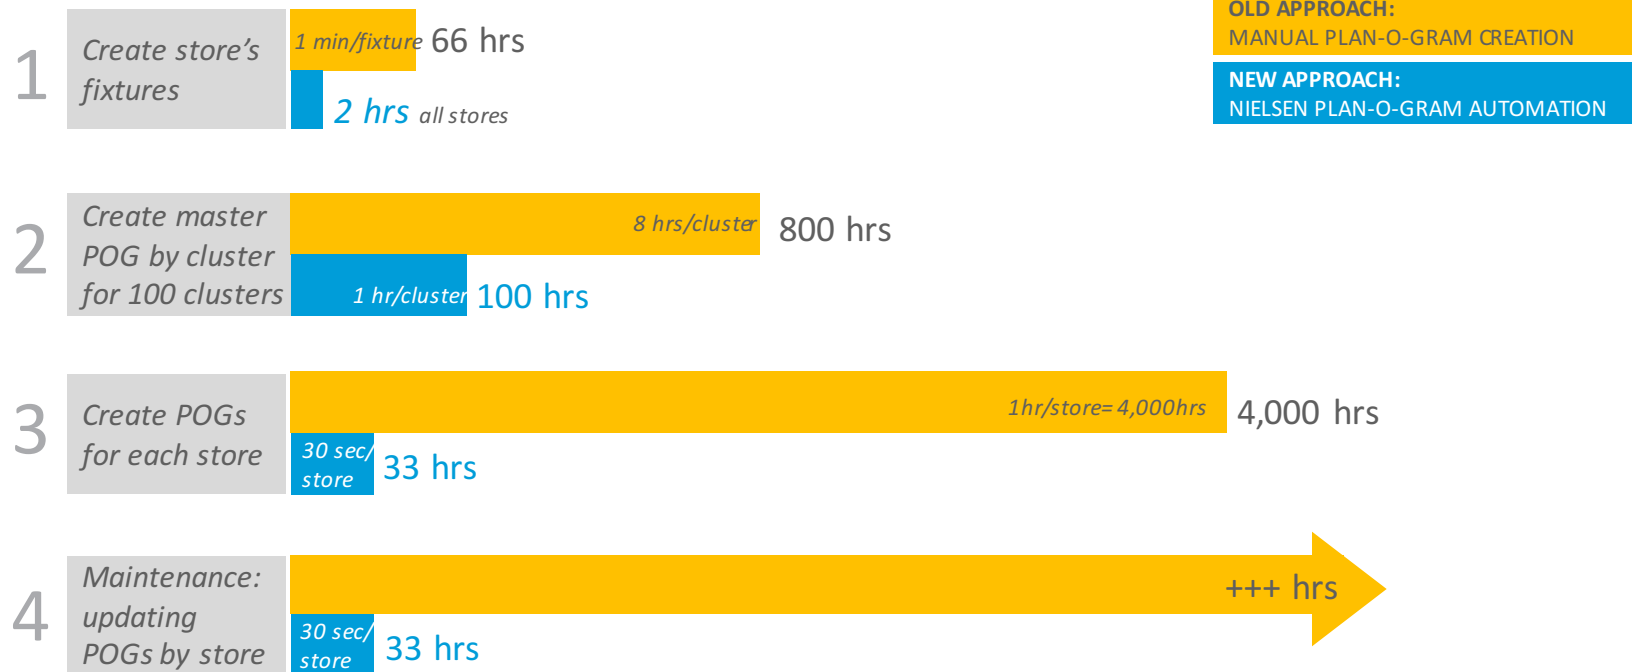 OLD APPROACH:
MANUAL PLAN-O-GRAM CREATION
NEW APPROACH:
NIELSEN PLAN-O-GRAM AUTOMATION
1
Create store's
fixtures
1 min/fixture 66 hrs
2 hrs all stores
2
Create master
POG by cluster
for 100 clusters
8 hrs/cluster 800 hrs
1 hr/cluster 100 hrs
3
Create POGs
for each store
1hr/store= 4,000hrs 4,000 hrs
30 sec/
store
33 hrs
4
Maintenance:
updating
POGs by store
+++ hrs
30 sec/
store
33 hrs